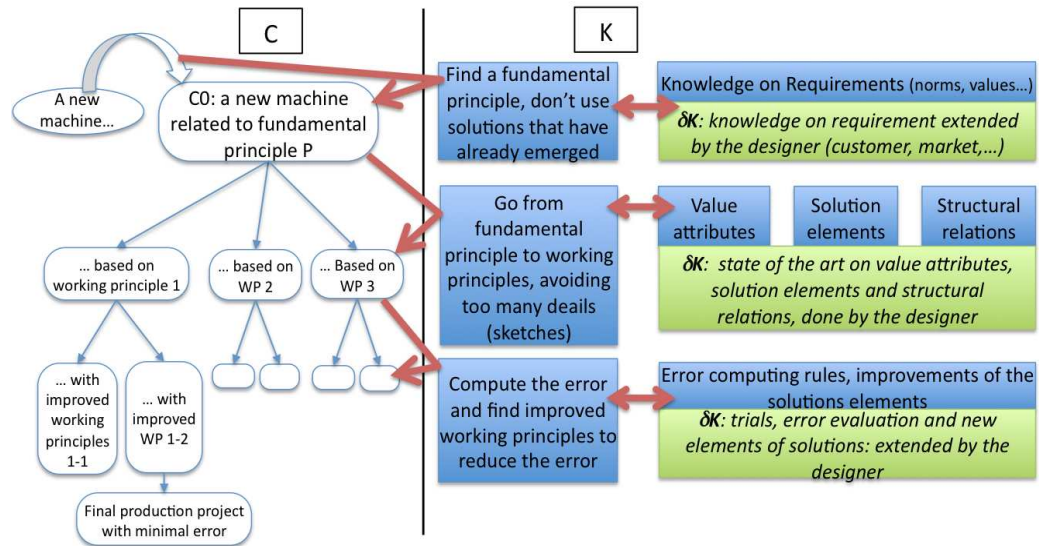 C
K
A new
machine…
C0: a new machine
related to fundamental
principle P
… based on
working principle 1
… based on
WP 2
… Based on
WP 3
… with
improved
working
principles
1-1
… with
improved
WP 1-2
Final production project
with minimal error
Find a fundamental
principle, don’t use
solutions that have
already emerged
Knowledge on Requirements (norms, values…)
δK: knowledge on requirement extended
by the designer (customer, market,…)
Go from
fundamental
principle to working
principles, avoiding
too many deails
(sketches)
Value
attributes
Solution
elements
Structural
relations
δK: state of the art on value attributes,
solution elements and structural
relations, done by the designer
Compute the error
and find improved
working principles to
reduce the error
Error computing rules, improvements of the
solutions elements
δK: trials, error evaluation and new
elements of solutions: extended by the
designer